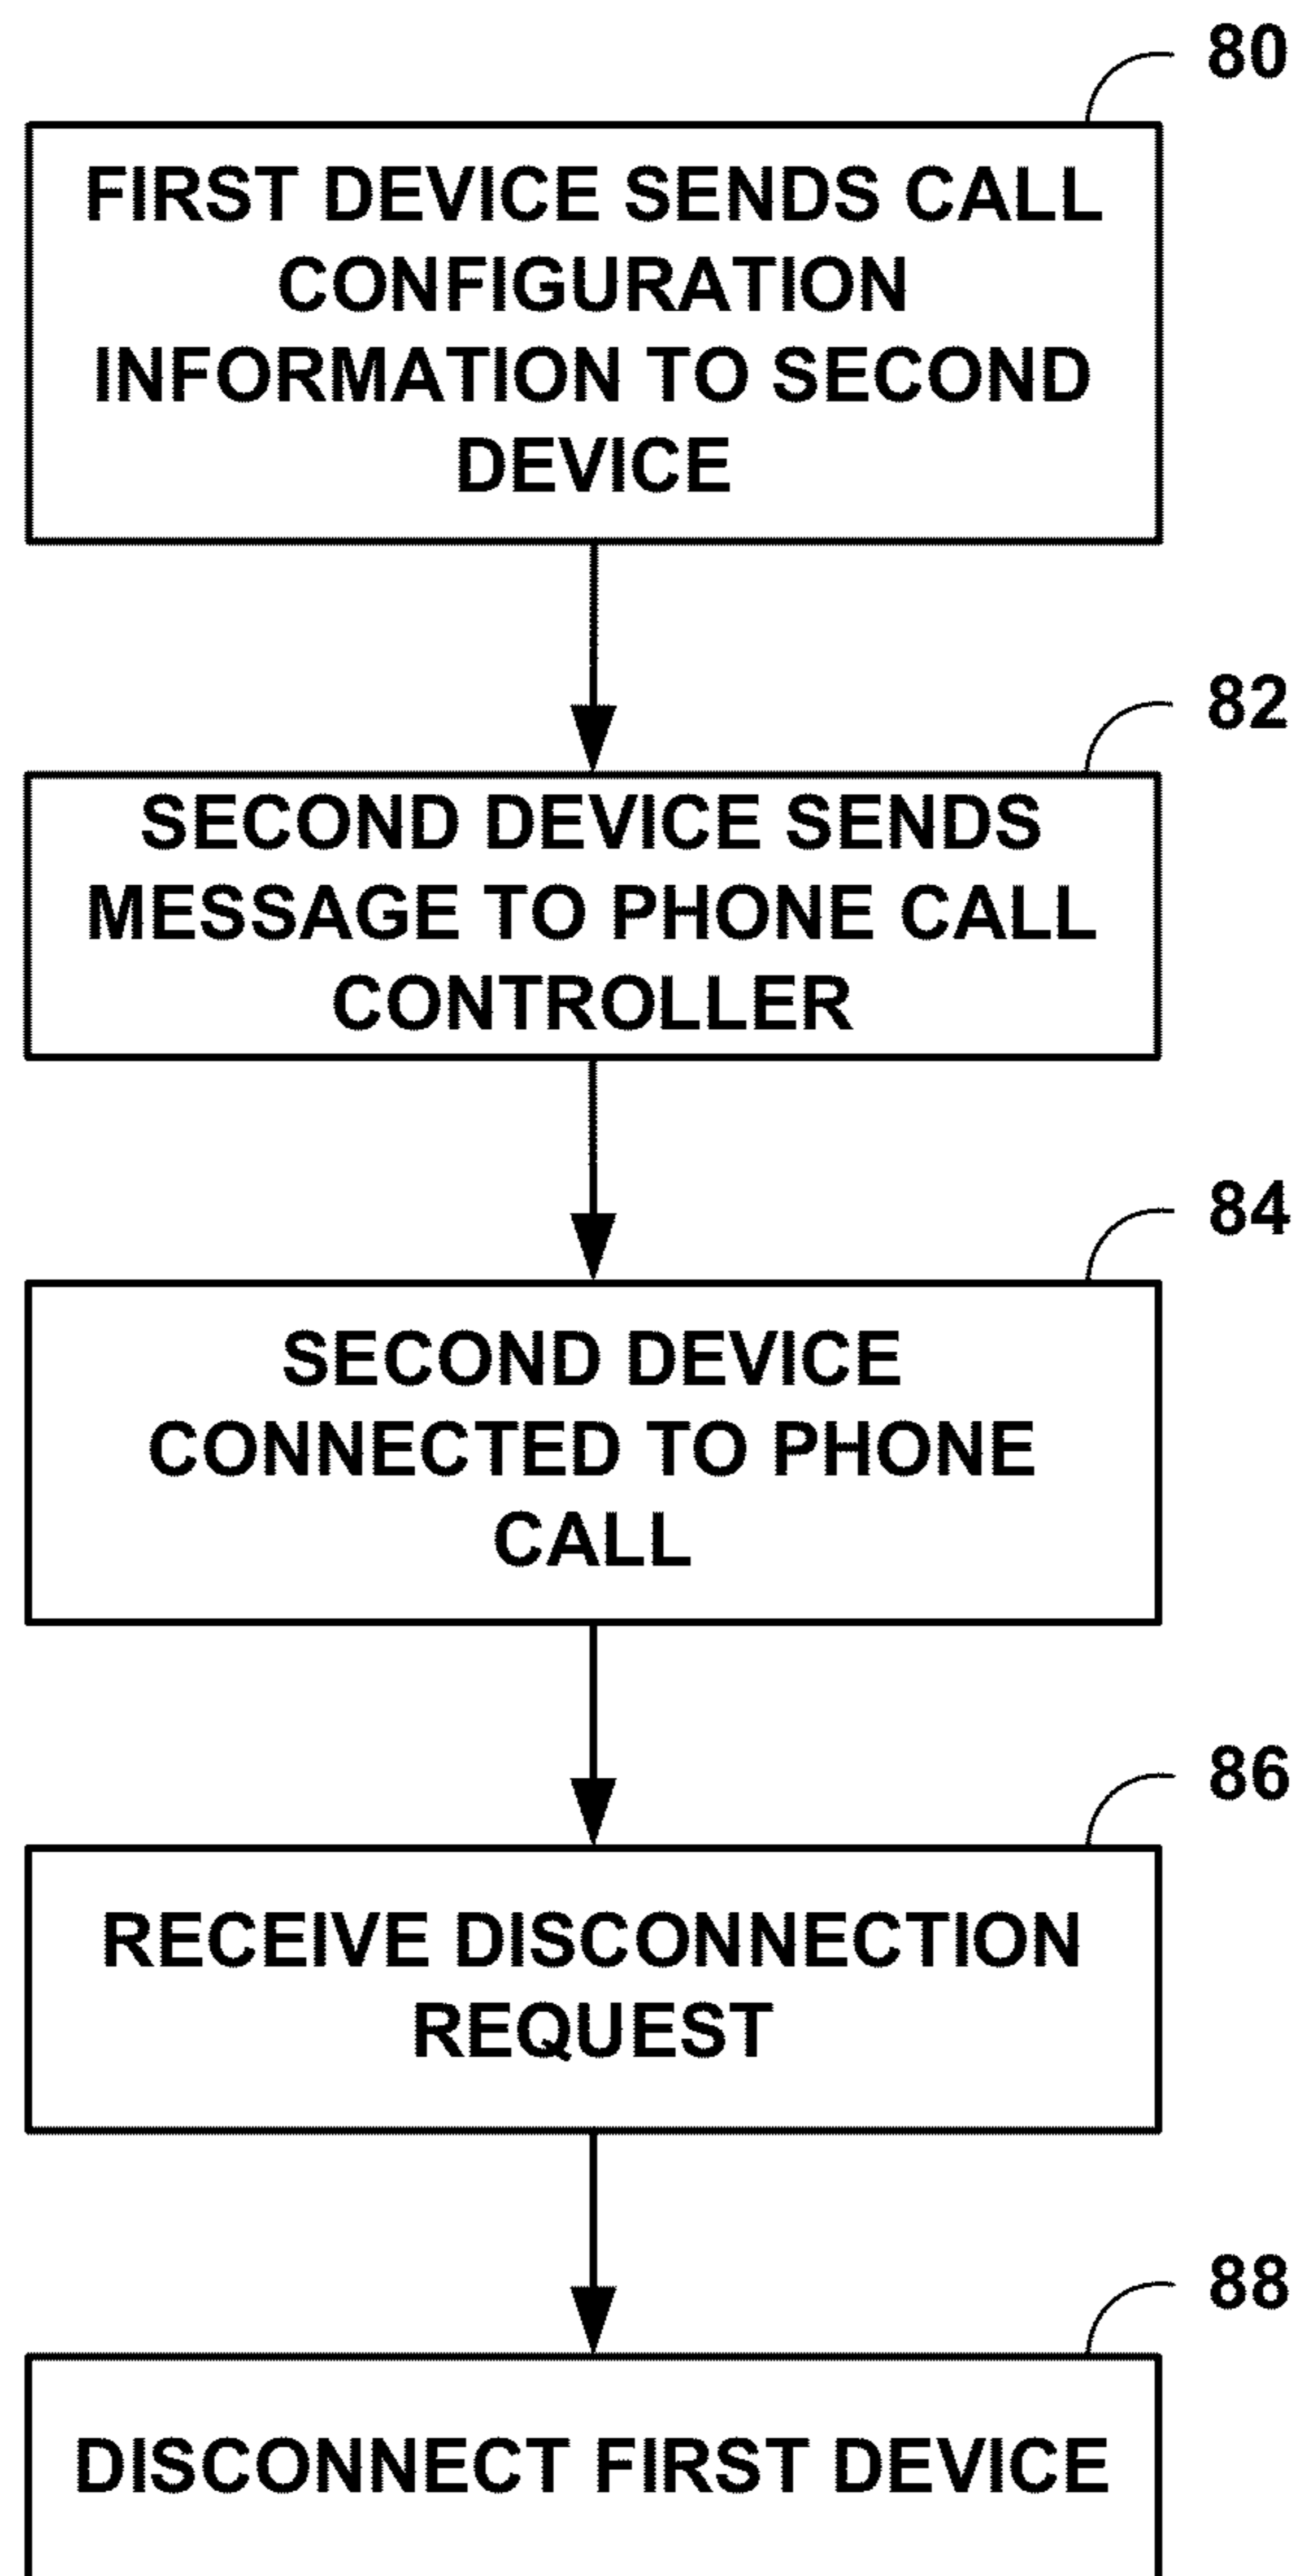 80
FIRST DEVICE SENDS CALL
CONFIGURATION
INFORMATION TO SECOND
DEVICE
82
SECOND DEVICE SENDS
MESSAGE TO PHONE CALL
CONTROLLER
84
SECOND DEVICE
CONNECTED TO PHONE
CALL
86
RECEIVE DISCONNECTION
REQUEST
88
DISCONNECT FIRST DEVICE